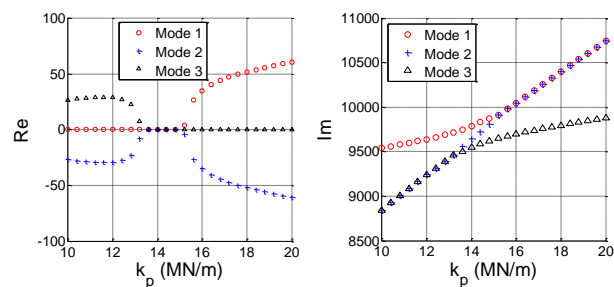 100
50
0
-50
-100
Re
10
12
14
16
18
20
k_p (MN/m)
Mode 1
Mode 2
Mode 3
11000
10500
10000
9500
9000
8500
Im
10
12
14
16
18
20
k_p (MN/m)
Mode 1
Mode 2
Mode 3